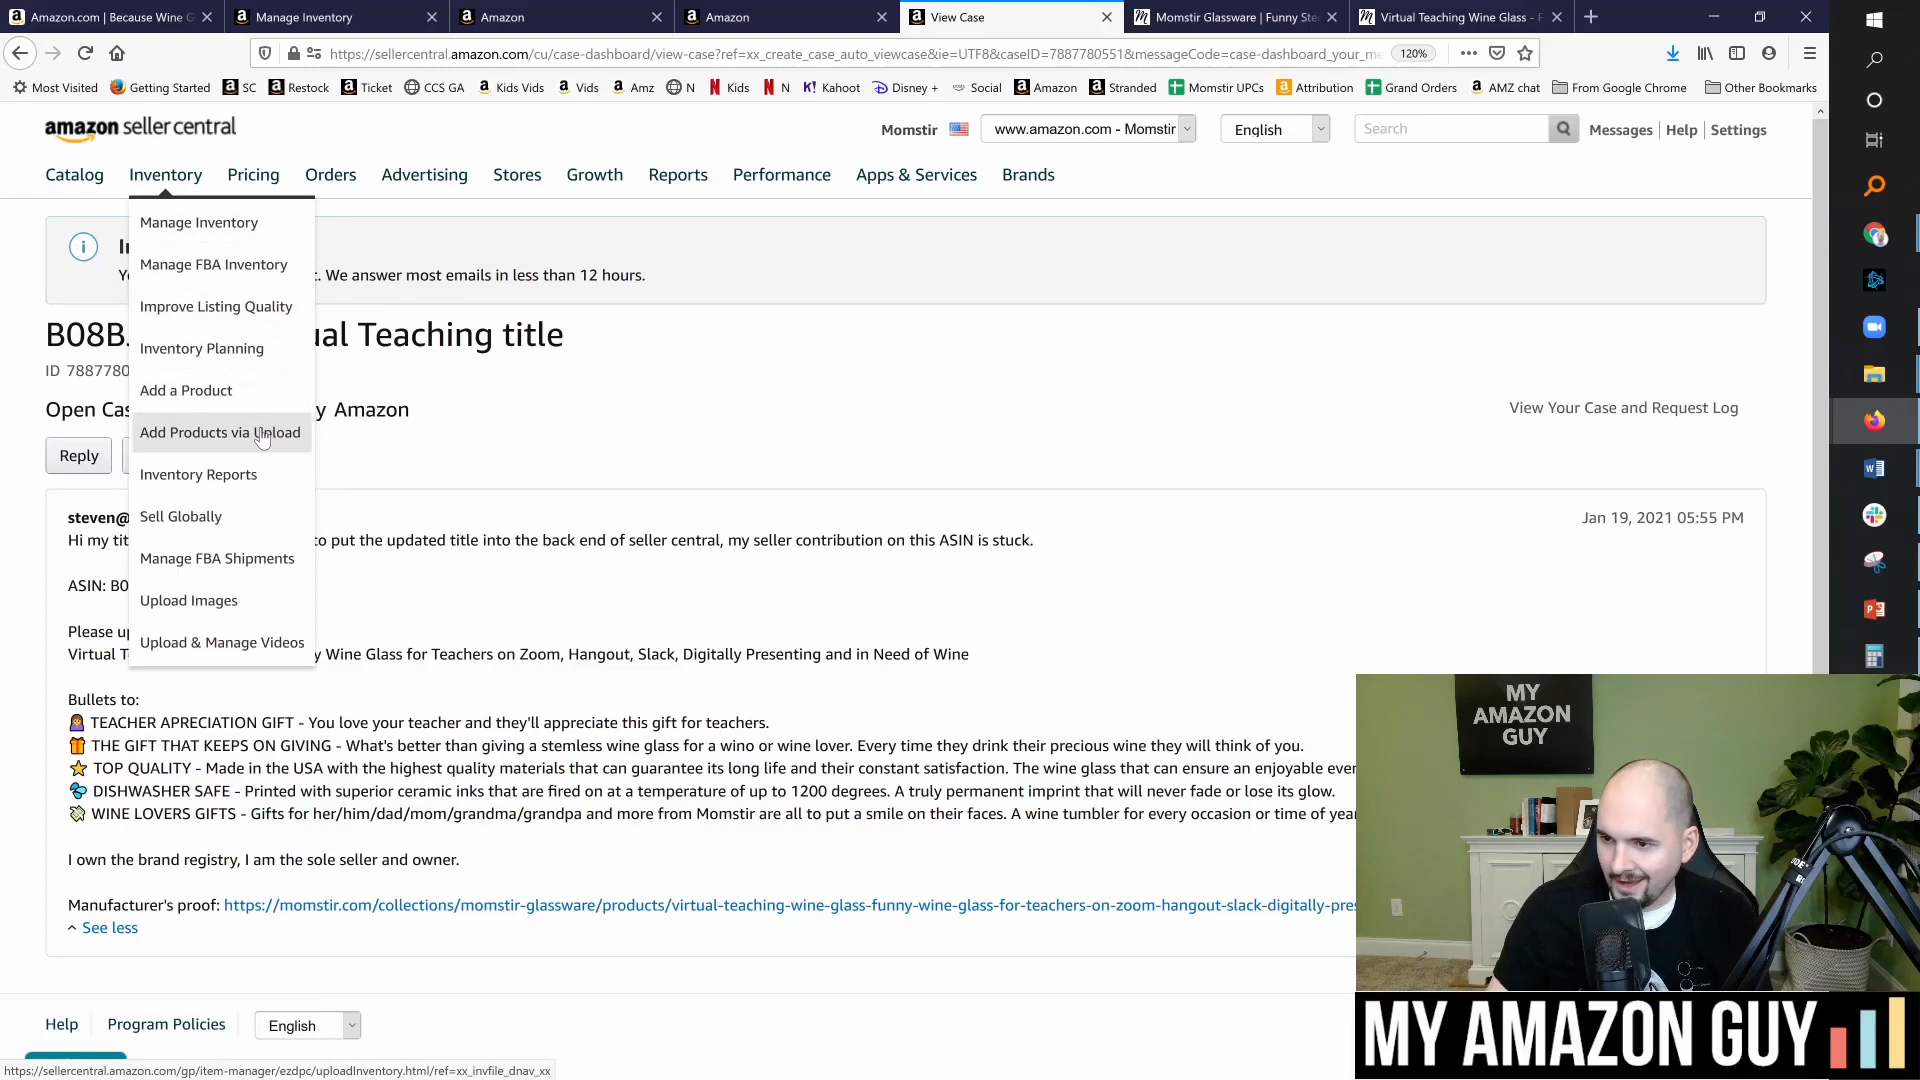 Amazon.com | Because Wine G
Manage Inventory
Amazon
Amazon
View Case
Momstir Glassware | Funny Ste
Virtual Teaching Wine Glass - F
https://sellercentral.amazon.com/cu/case-dashboard/view-case?ref=xx_create_case_auto_viewcase&ie=UTF8&caseID=7887780551&messageCode=case-dashboard_your_me
120%
Most Visited
Getting Started
SC
Restock
Ticket
CCS GA
Kids Vids
Vids
Amz
N
Kids
N
Kahoot
Disney +
Social
Amazon
Stranded
Momstir UPCs
Attribution
Grand Orders
AMZ chat
From Google Chrome
Other Bookmarks
amazon seller central
Momstir
www.amazon.com - Momstir
English
Search
Messages | Help | Settings
Catalog Inventory Pricing Orders Advertising Stores Growth Reports Performance Apps & Services Brands
Manage Inventory
Manage FBA Inventory
Improve Listing Quality
Inventory Planning
Add a Product
Add Products via Upload
Inventory Reports
Sell Globally
Manage FBA Shipments
Upload Images
Upload & Manage Videos
. We answer most emails in less than 12 hours.
B08B ual Teaching title
ID 7887780
Open Cas y Amazon
View Your Case and Request Log
Reply
steven@
Jan 19, 2021 05:55 PM
Hi my tit to put the updated title into the back end of seller central, my seller contribution on this ASIN is stuck.
ASIN: B0
Please up
Virtual T y Wine Glass for Teachers on Zoom, Hangout, Slack, Digitally Presenting and in Need of Wine
Bullets to:
TEACHER APRECIATION GIFT - You love your teacher and they'll appreciate this gift for teachers.
THE GIFT THAT KEEPS ON GIVING - What's better than giving a stemless wine glass for a wino or wine lover. Every time they drink their precious wine they will think of you.
TOP QUALITY - Made in the USA with the highest quality materials that can guarantee its long life and their constant satisfaction. The wine glass that can ensure an enjoyable ever
DISHWASHER SAFE - Printed with superior ceramic inks that are fired on at a temperature of up to 1200 degrees. A truly permanent imprint that will never fade or lose its glow.
WINE LOVERS GIFTS - Gifts for her/him/dad/mom/grandma/grandpa and more from Momstir are all to put a smile on their faces. A wine tumbler for every occasion or time of year
I own the brand registry, I am the sole seller and owner.
Manufacturer's proof: https://momstir.com/collections/momstir-glassware/products/virtual-teaching-wine-glass-funny-wine-glass-for-teachers-on-zoom-hangout-slack-digitally-pres
See less
Help
Program Policies
English
https://sellercentral.amazon.com/gp/item-manager/ezdpc/uploadInventory.html/ref=xx_invfile_dnav_xx
MY
AMAZON
GUY
MY AMAZON GUY